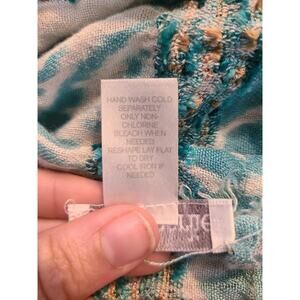 HAND WASH COLD
SEPARATELY
ONLY NON-
CHLORINE
BLEACH WHEN
NEEDED
RESHAPE LAY FLAT
TO DRY
COOL IRON IF
NEEDED